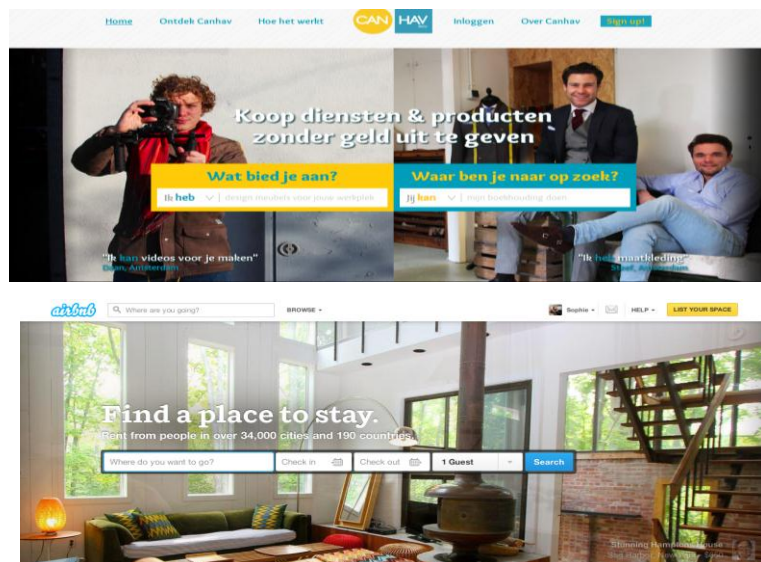 Home Ontdek Canhav Hoe het werkt CAN HAV Inloggen Over Canhav Sign up!
Koop diensten & producten
zonder geld uit te geven
Wat bied je aan?
Ik heb design meubels voor jouw werkplek
Waar ben je naar op zoek?
Jij kan mijn boekhouding doen
"Ik kan videos voor je maken"
Daan, Amsterdam
"Ik heb maatkleding"
Amsterdam
airbnb Where are you going? BROWSE Sophie HELP LIST YOUR SPACE
Find a place to stay.
Rent from people in over 34,000 cities and 190 countries.
Where do you want to go? Check in Check out 1 Guest Search
Stunning Hamptons House